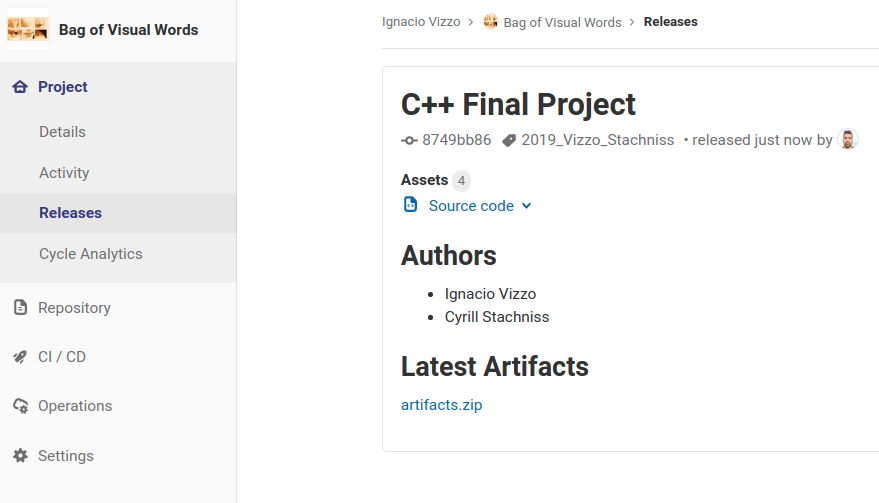 Bag of Visual Words
Project
Details
Activity
Releases
Cycle Analytics
Repository
CI / CD
Operations
Settings
Ignacio Vizzo > Bag of Visual Words > Releases
C++ Final Project
8749bb86 2019_Vizzo_Stachniss • released just now by
Assets 4
Source code
Authors
• Ignacio Vizzo
• Cyrill Stachniss
Latest Artifacts
artifacts.zip